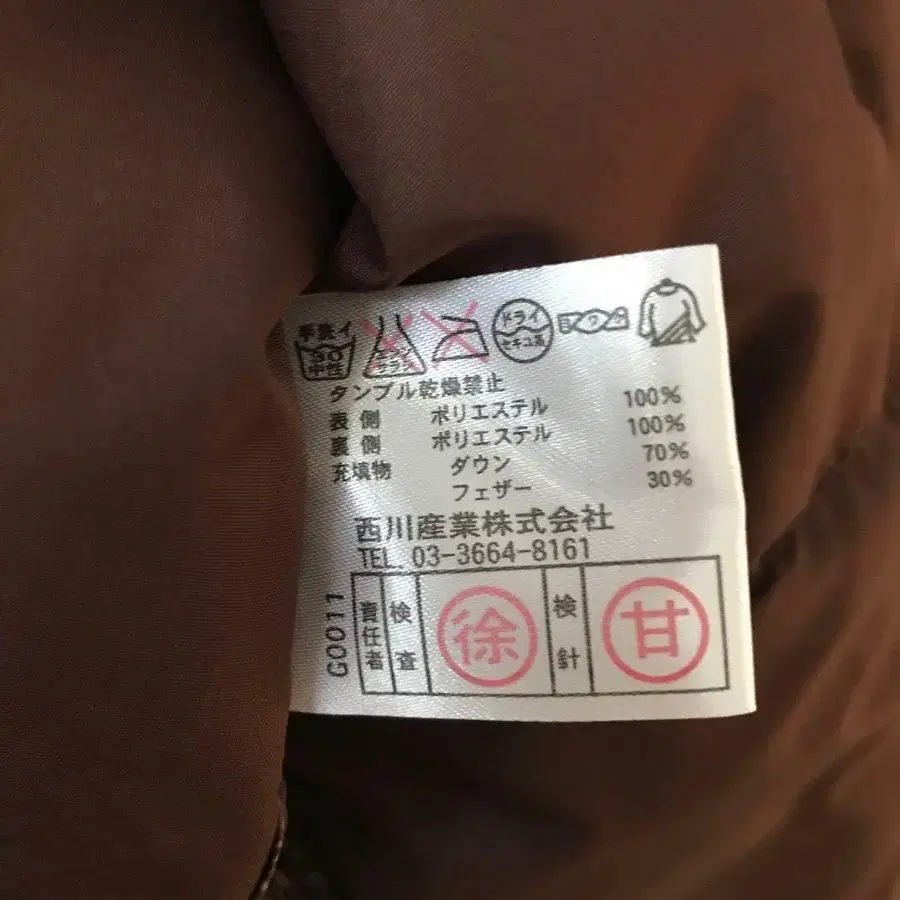 手洗イ
30
中性
エンソ
サラシ
ドライ
セキユ系
タンブル乾燥禁止
表側 ポリエステル 100%
裏側 ポリエステル 100%
充填物 ダウン 70%
フェザー 30%
西川産業株式会社
TEL. 03-3664-8161
G0011
責任者 検査 徐 検針 甘